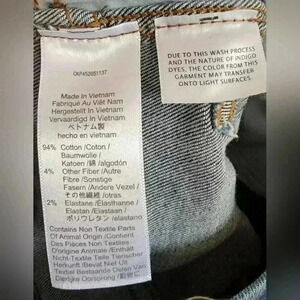 OKP452051137
Made In Vietnam
Fabriqué Au Viêt Nam
Hergestellt In Vietnam
Vervaardigd In Vietnam
ベトナム製
hecho en vietnam
94% Cotton / Coton /
Baumwolle /
Katoen / 綿 / algodón
4% Other Fiber / Autre
Fibre / Sonstige
Fasern / Andere Vezel /
その他繊維 / otras
2% Elastane / Élasthanne /
Elastan / Elastaan /
ポリウレタン / elastano
Contains Non Textile Parts
Of Animal Origin / Contient
Des Pièces Non Textiles
D'origine Animale / Enthält
Nicht-Textile Teile Tierischer
Herkunft / Bevat Niet Uit
Textiel Bestaande Delen Van
Dierlijke Oorsprong /
DUE TO THIS WASH PROCESS
AND THE NATURE OF INDIGO
DYES, THE COLOR FROM THIS
GARMENT MAY TRANSFER
ONTO LIGHT SURFACES.